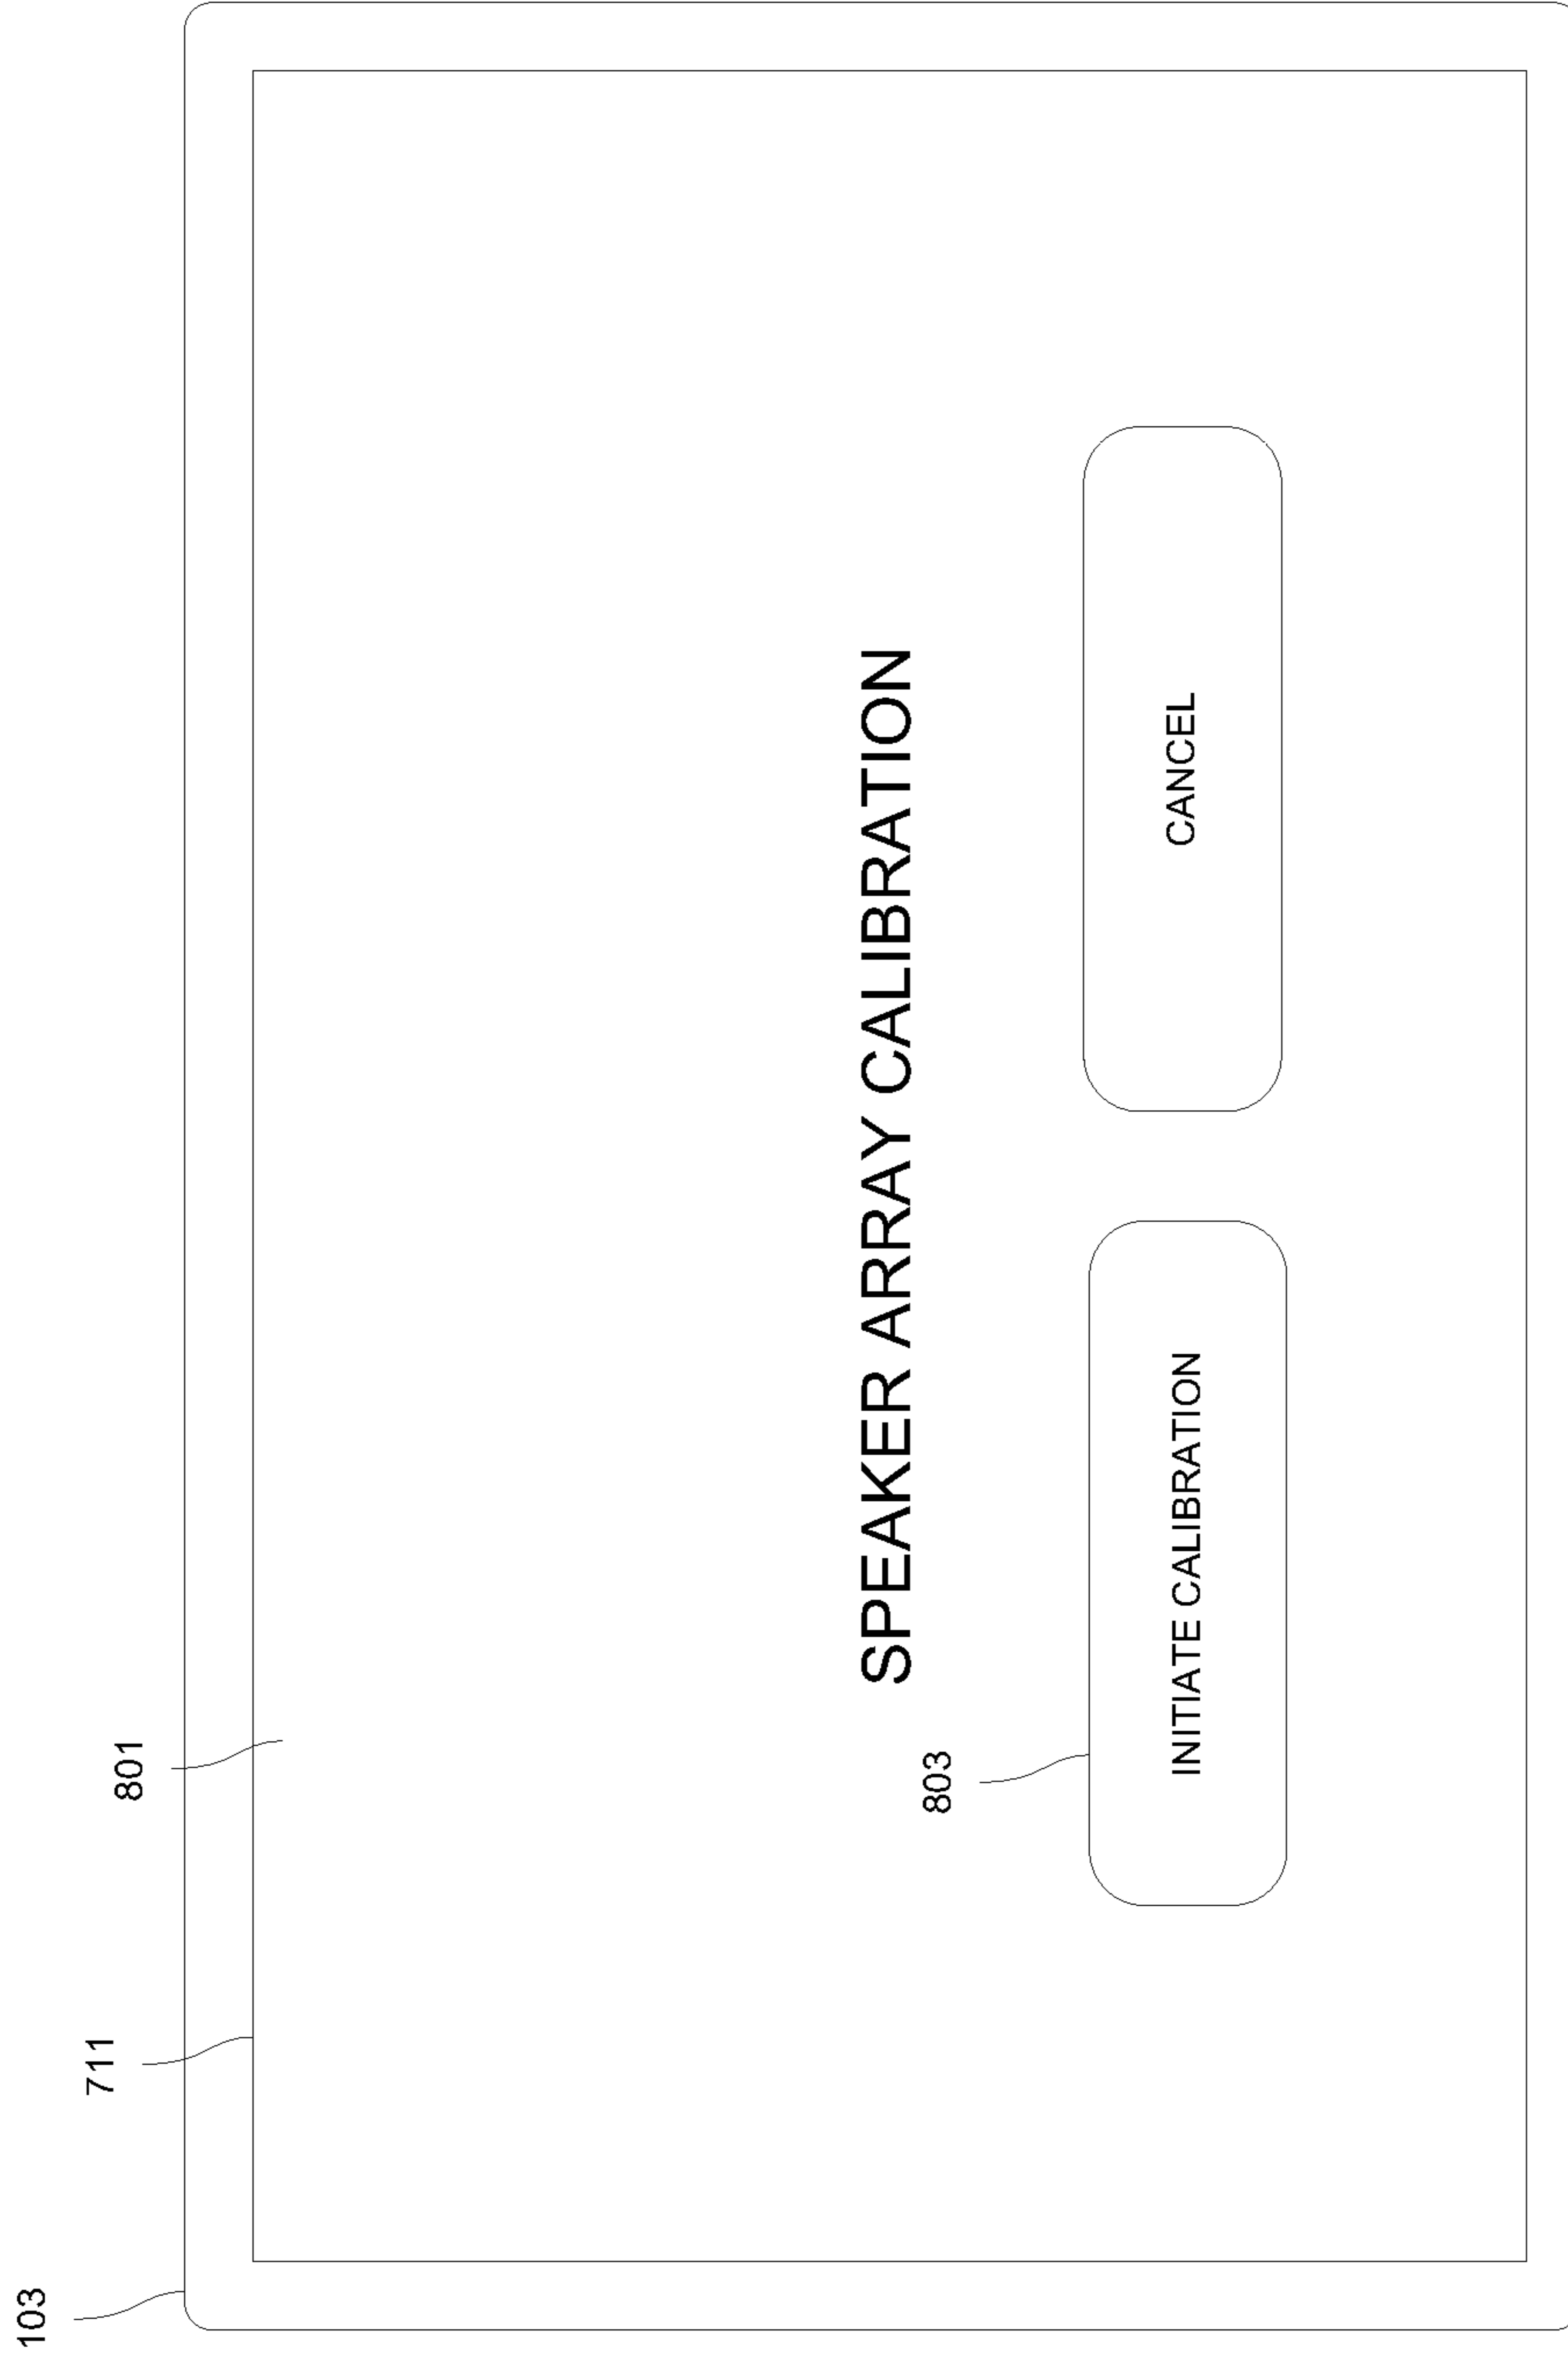 103
711
801
SPEAKER ARRAY CALIBRATION
803
INITIATE CALIBRATION
CANCEL